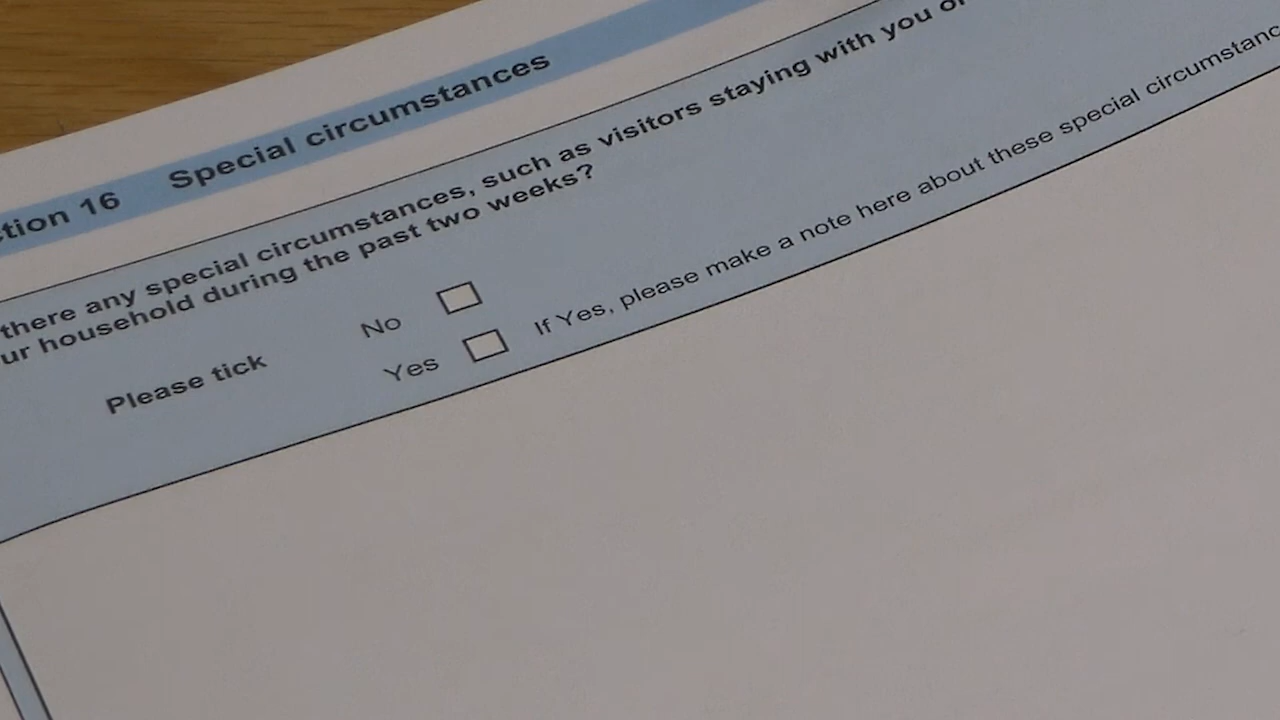 ction 16 Special circumstances
there any special circumstances, such as visitors staying with you or
ur household during the past two weeks?
Please tick
No
Yes If Yes, please make a note here about these special circumstanc